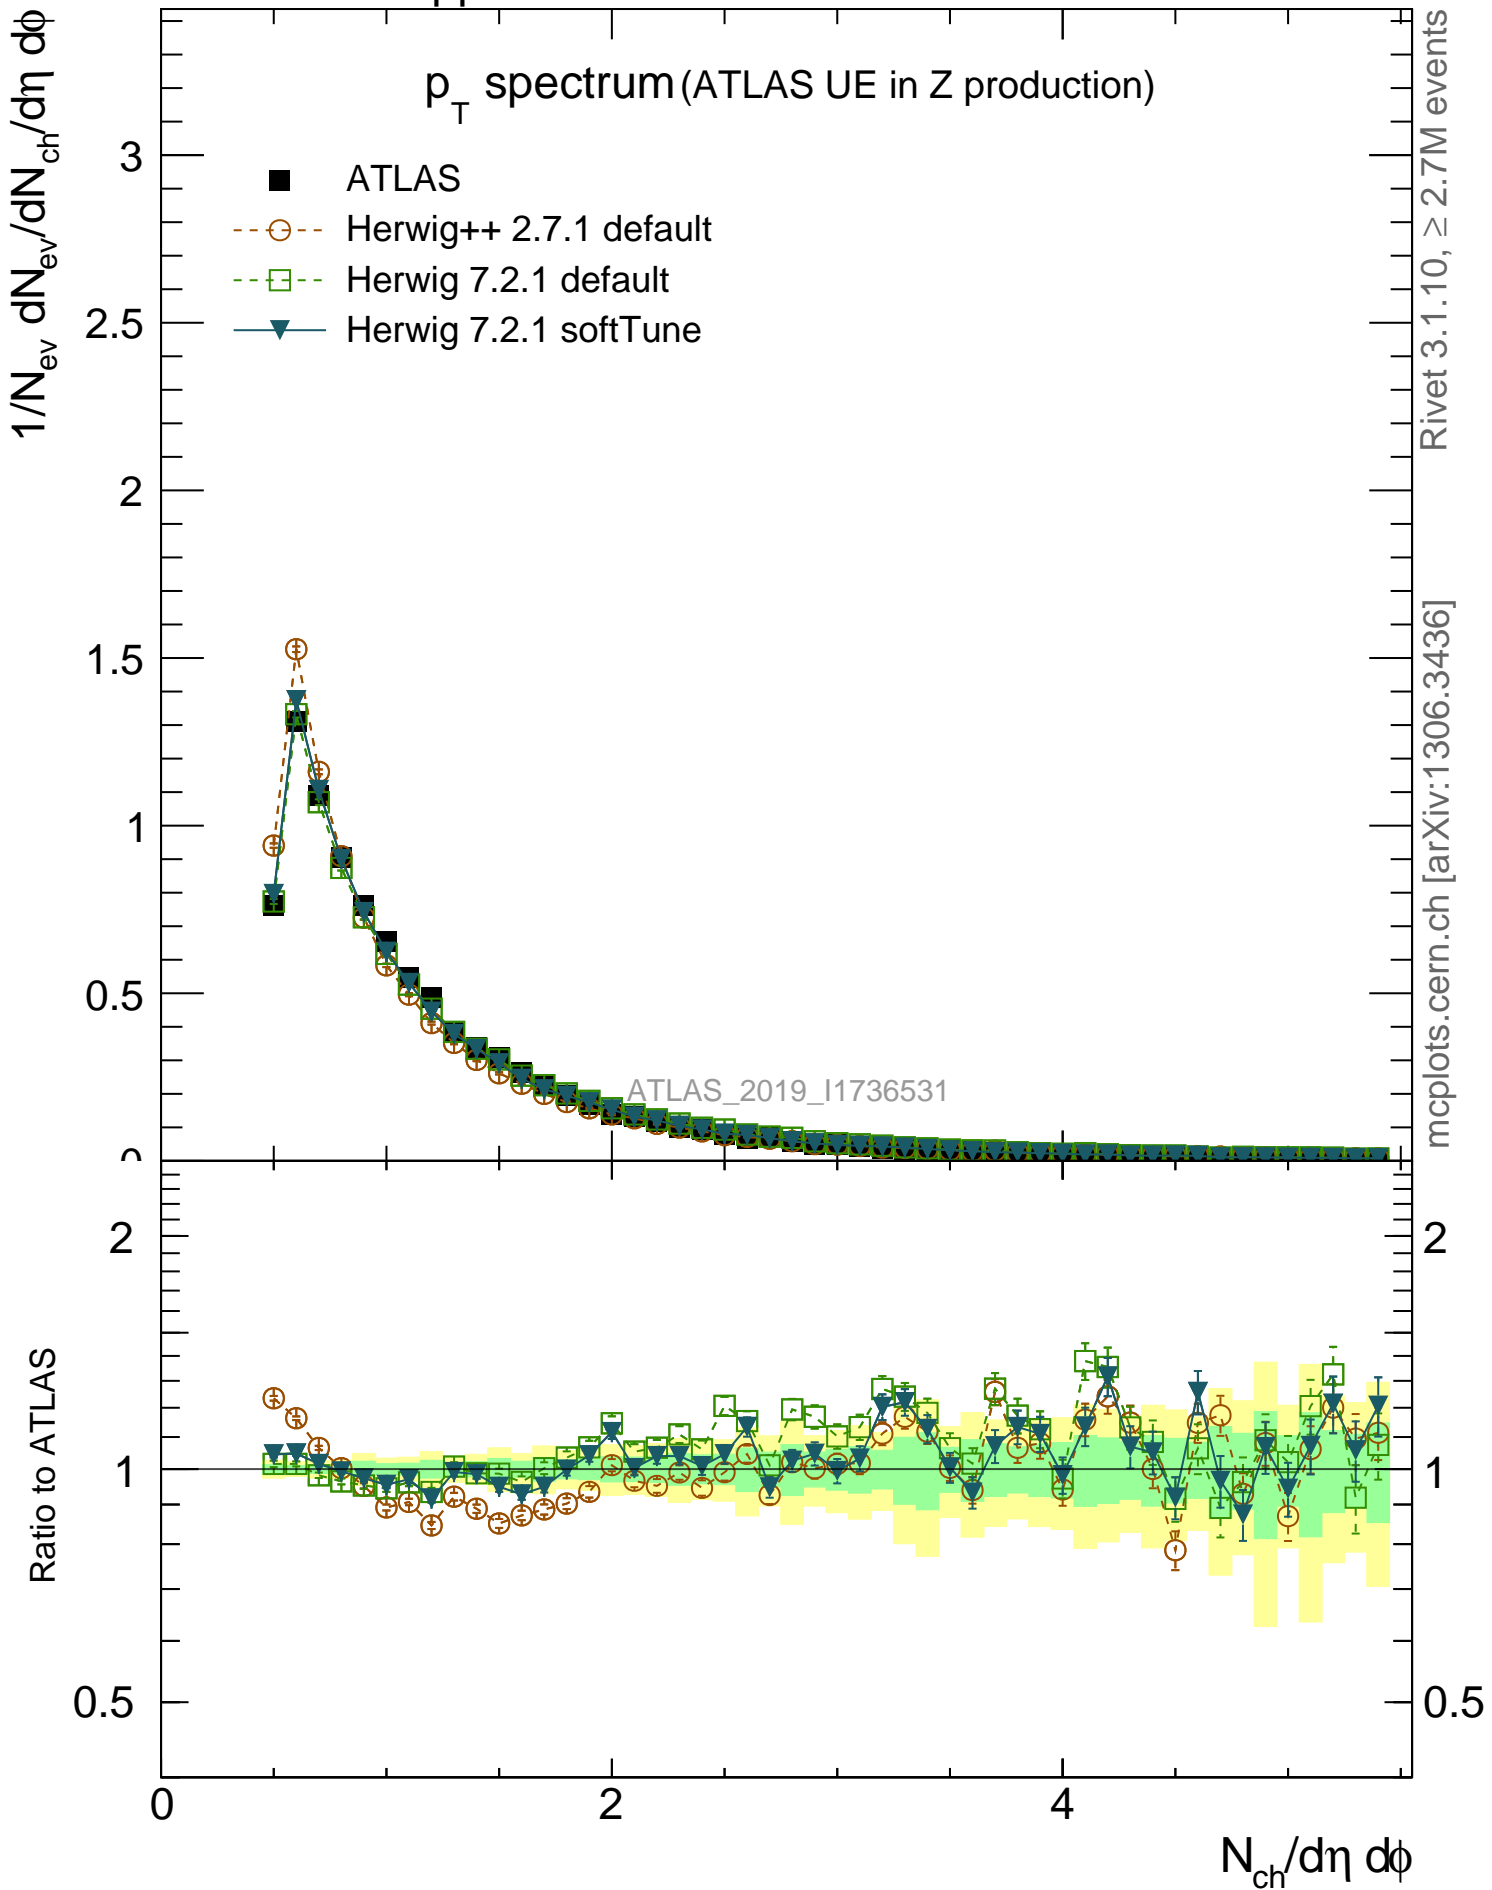 1/N_ev dN_ev/dN_ch/dη dϕ
p_T spectrum (ATLAS UE in Z production)
ATLAS
Herwig++ 2.7.1 default
Herwig 7.2.1 default
Herwig 7.2.1 softTune
3
2.5
2
1.5
1
0.5
0
ATLAS_2019_I1736531
Rivet 3.1.10, ≥ 2.7M events
mcplots.cern.ch [arXiv:1306.3436]
Ratio to ATLAS
2
1
0.5
2
1
0.5
0
2
4
N_ch/dη dϕ